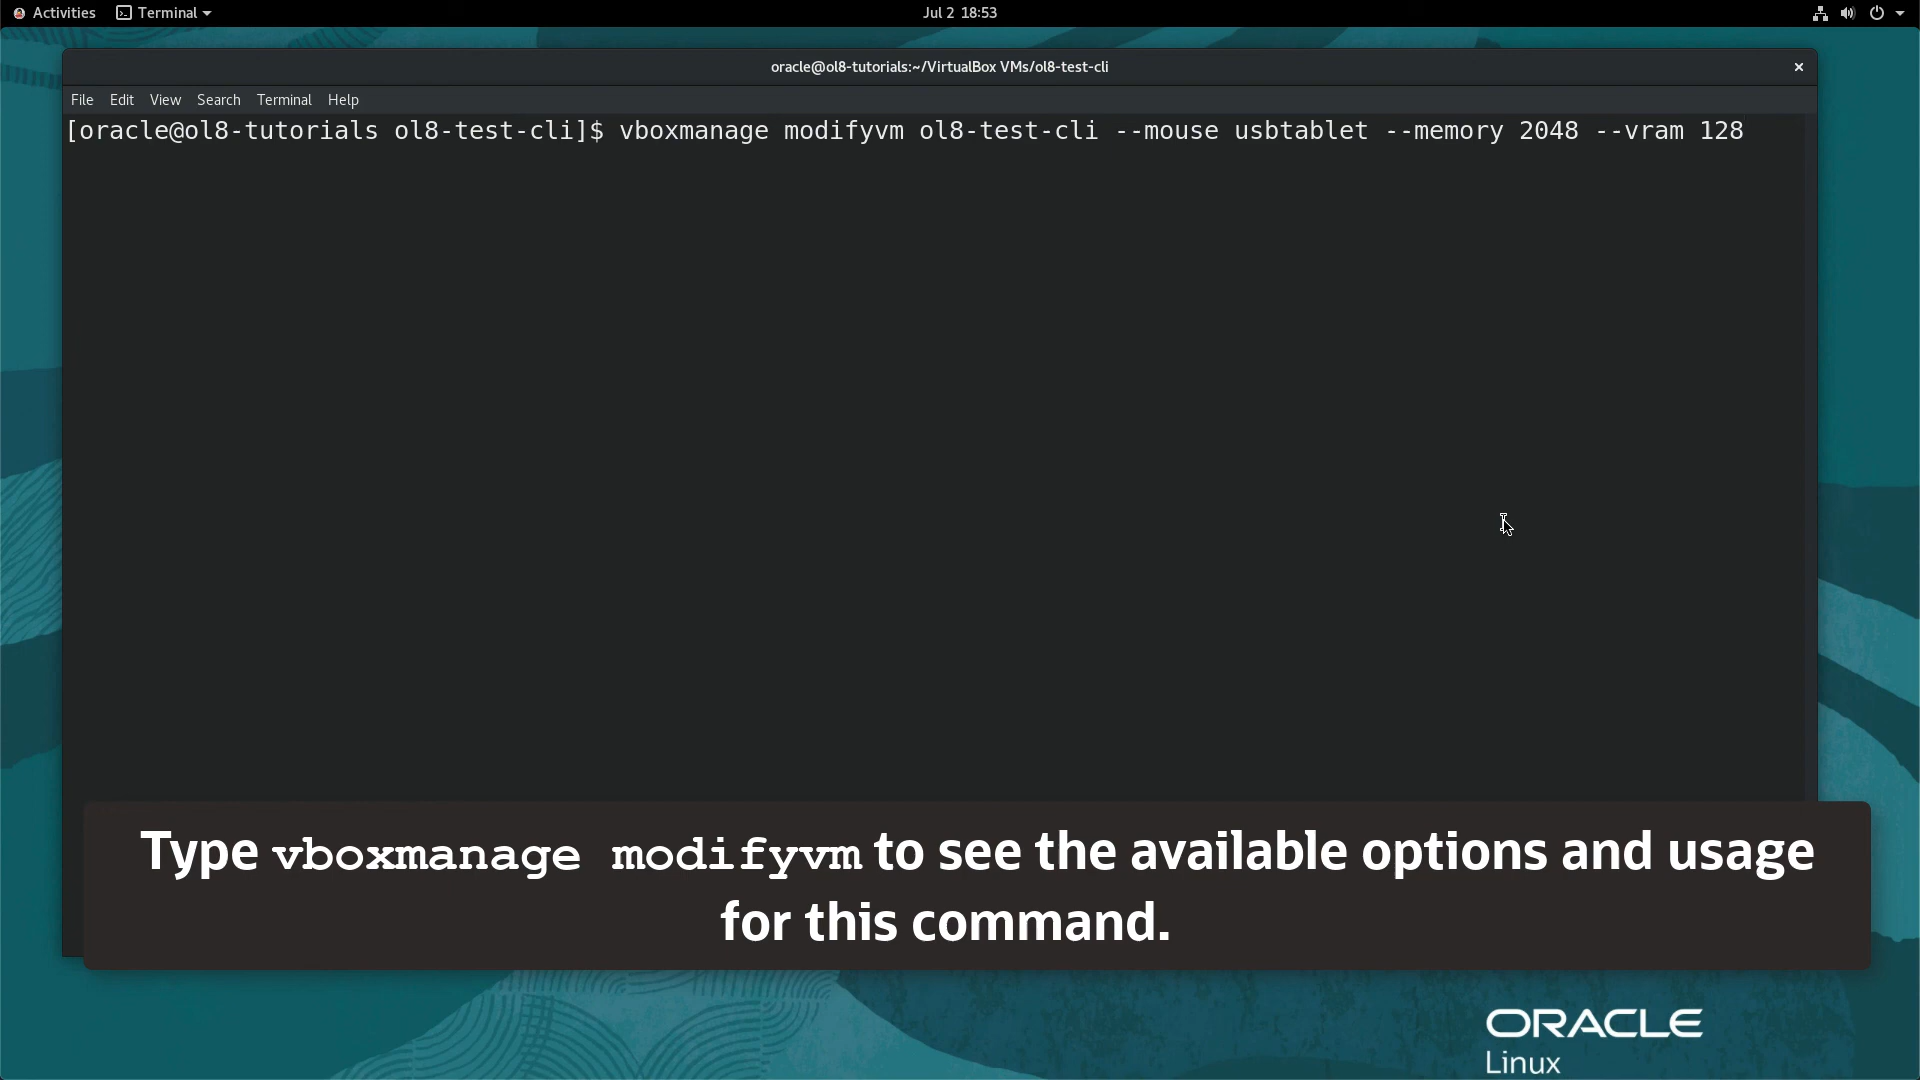 Activities Terminal Jul 2 18:53
oracle@ol8-tutorials:~/VirtualBox VMs/ol8-test-cli ×
File Edit View Search Terminal Help
[oracle@ol8-tutorials ol8-test-cli]$ vboxmanage modifyvm ol8-test-cli --mouse usbtablet --memory 2048 --vram 128
Type vboxmanage modifyvm to see the available options and usage
for this command.
ORACLE
Linux